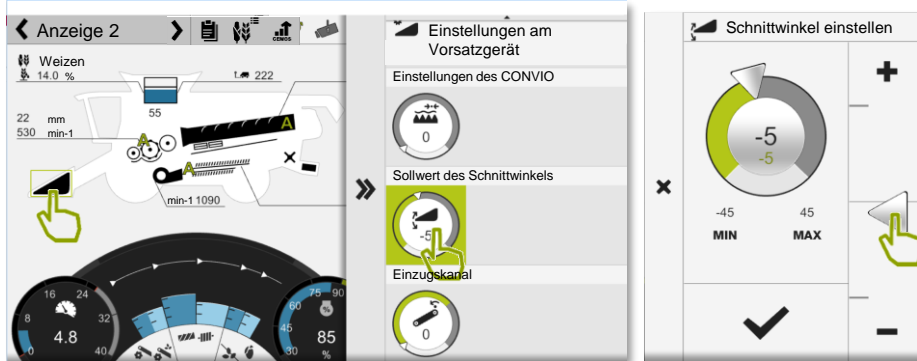 Anzeige 2
CEMOS
Weizen
14.0 %
t. 222
55
22 mm
530 min-1
A
A
A
min-1 1090
8
16
24
32
40
4.8
30
45
60
75
90
%
85
%
Einstellungen am
Vorsatzgerät
Einstellungen des CONVIO
0
Sollwert des Schnittwinkels
-5
Einzugskanal
0
Schnittwinkel einstellen
+
-5
-5
-45
45
MIN
MAX
−